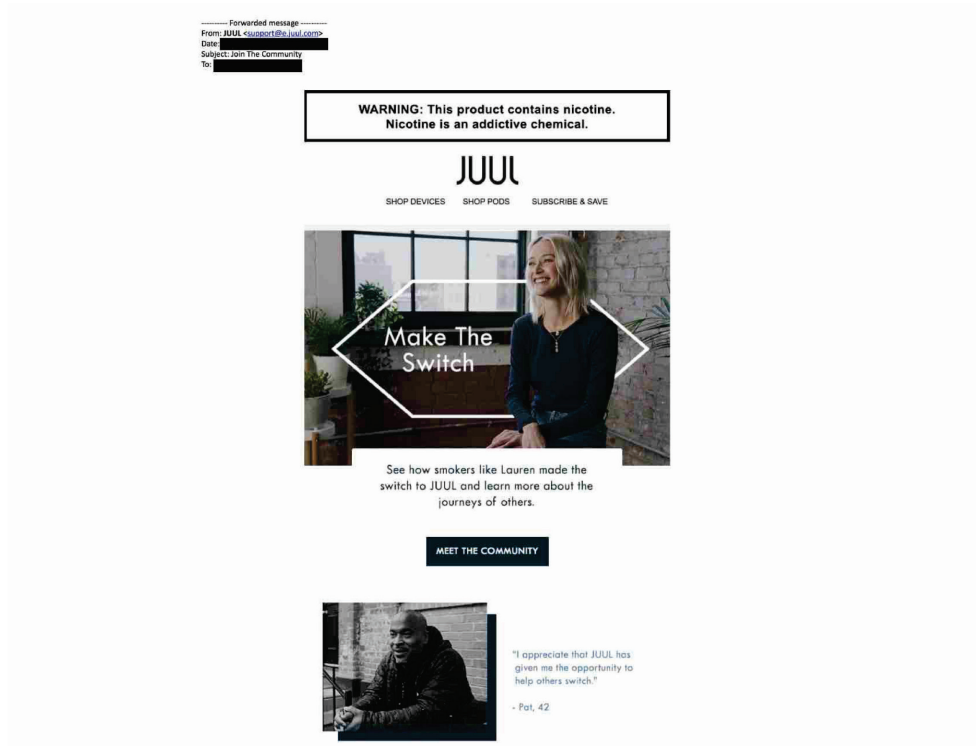 ---------- Forwarded message ----------
From: JUUL <support@e.juul.com>
Date:
Subject: Join The Community
To:
WARNING: This product contains nicotine.
Nicotine is an addictive chemical.
JUUL
SHOP DEVICES SHOP PODS SUBSCRIBE & SAVE
Make The
Switch
See how smokers like Lauren made the
switch to JUUL and learn more about the
journeys of others.
MEET THE COMMUNITY
"I appreciate that JUUL has
given me the opportunity to
help others switch."
- Pat, 42